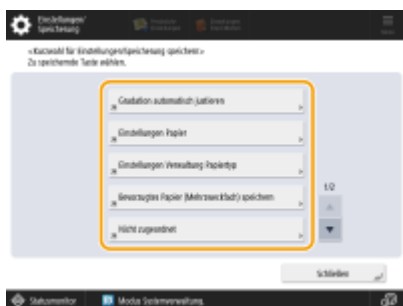 Einstellungen/
Speicherung
<Kurzwahl für Einstellungen/Speicherung speichern>
Zu speichernde Taste wählen.
Gradation automatisch justieren
Einstellungen Papier
Einstellungen Verwaltung Papiertyp
Bevorzugtes Papier (Mehrzweckfach) speichern
Nicht zugeordnet
1/2
Schließen
Statusmonitor
Modus Systemverwaltung.